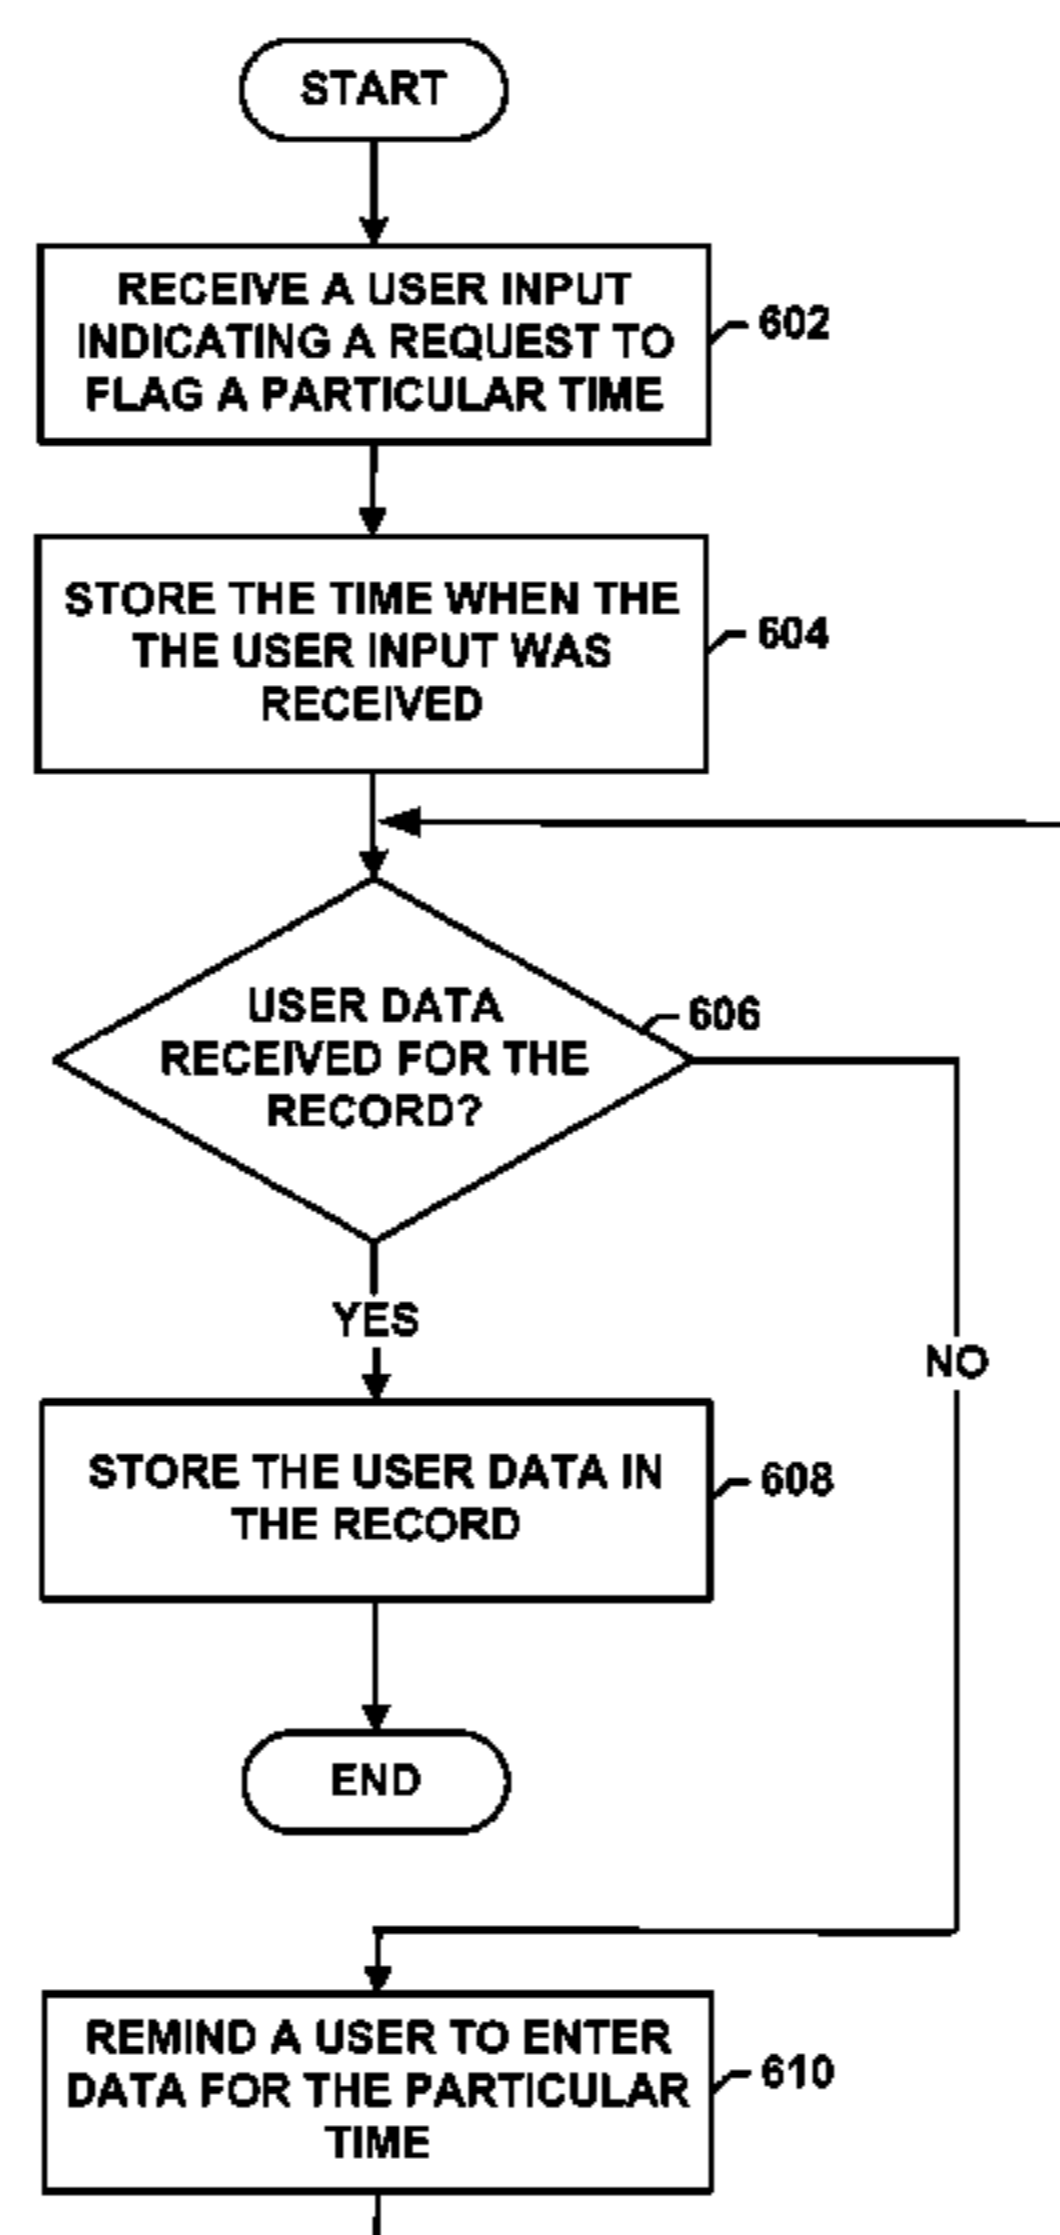 START
RECEIVE A USER INPUT
INDICATING A REQUEST TO
FLAG A PARTICULAR TIME
602
STORE THE TIME WHEN THE
THE USER INPUT WAS
RECEIVED
604
USER DATA
RECEIVED FOR THE
RECORD?
606
YES
NO
STORE THE USER DATA IN
THE RECORD
608
END
REMIND A USER TO ENTER
DATA FOR THE PARTICULAR
TIME
610